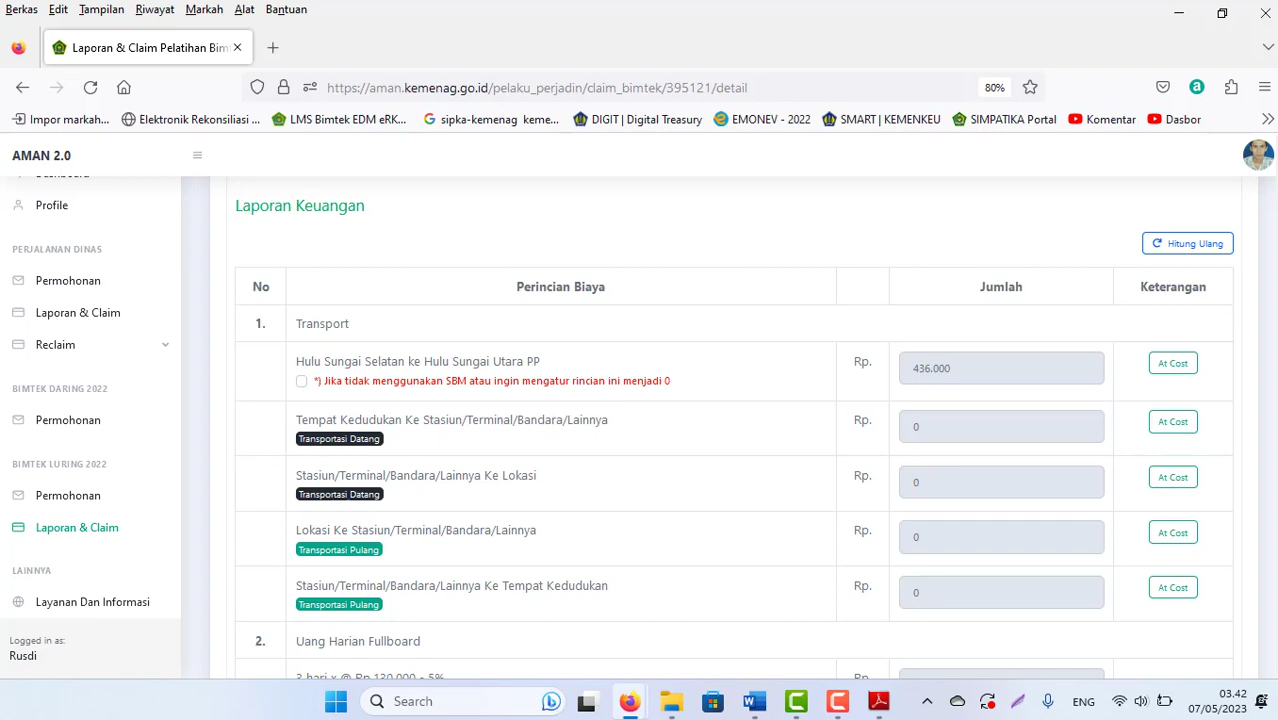 Berkas Edit Tampilan Riwayat Markah Alat Bantuan
Laporan & Claim Pelatihan Bim
https://aman.kemenag.go.id/pelaku_perjadin/claim_bimtek/395121/detail
80%
Impor markah... Elektronik Rekonsiliasi ... LMS Bimtek EDM eRK... sipka-kemenag keme... DIGIT | Digital Treasury EMONEV - 2022 SMART | KEMENKEU SIMPATIKA Portal Komentar Dasbor
AMAN 2.0
Dashboard
Profile
PERJALANAN DINAS
Permohonan
Laporan & Claim
Reclaim
BIMTEK DARING 2022
Permohonan
BIMTEK LURING 2022
Permohonan
Laporan & Claim
LAINNYA
Layanan Dan Informasi
Logged in as:
Rusdi
Laporan Keuangan
Hitung Ulang
No Perincian Biaya Jumlah Keterangan
1. Transport
Hulu Sungai Selatan ke Hulu Sungai Utara PP Rp. 436.000 At Cost
*) Jika tidak menggunakan SBM atau ingin mengatur rincian ini menjadi 0
Tempat Kedudukan Ke Stasiun/Terminal/Bandara/Lainnya Rp. 0 At Cost
Transportasi Datang
Stasiun/Terminal/Bandara/Lainnya Ke Lokasi Rp. 0 At Cost
Transportasi Datang
Lokasi Ke Stasiun/Terminal/Bandara/Lainnya Rp. 0 At Cost
Transportasi Pulang
Stasiun/Terminal/Bandara/Lainnya Ke Tempat Kedudukan Rp. 0 At Cost
Transportasi Pulang
2. Uang Harian Fullboard
3 hari x @ Rp 130.000 - 5% Rp.
Search
ENG
03.42
07/05/2023